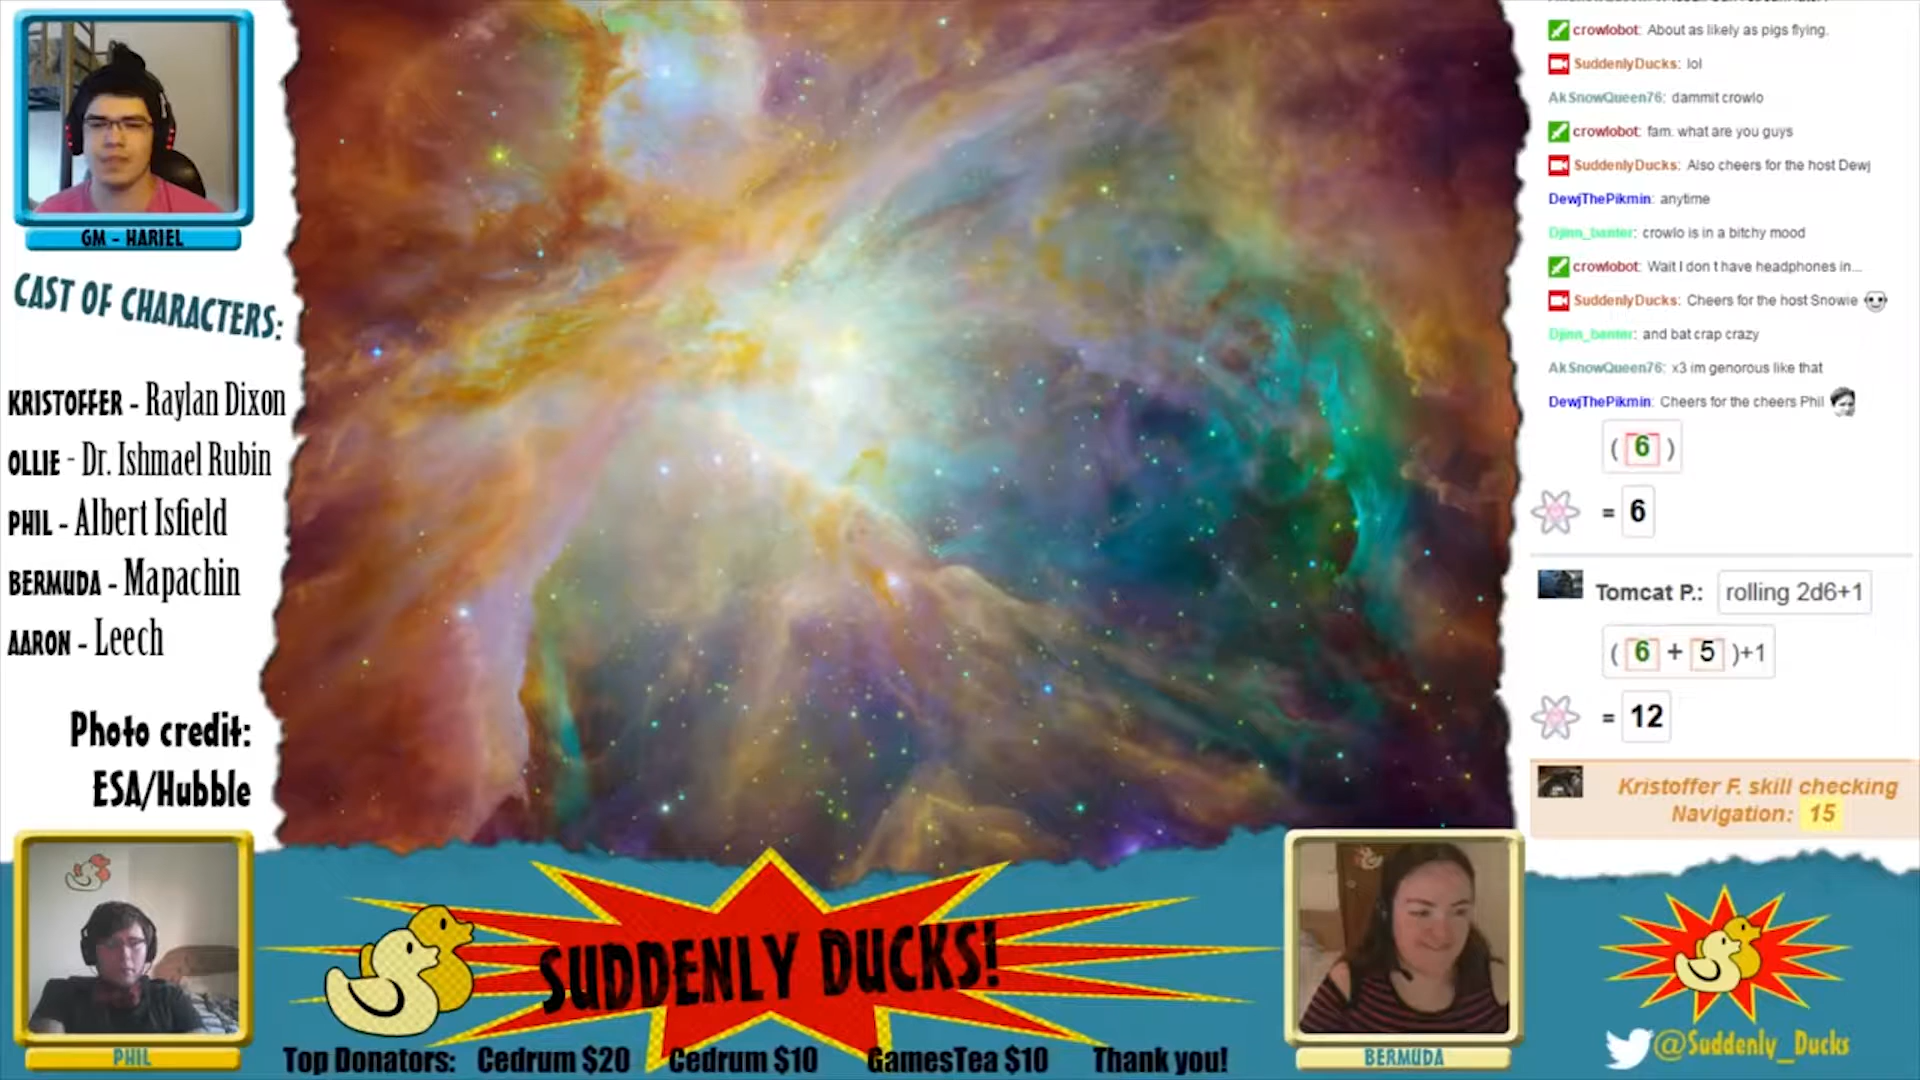 GM - HARIEL
CAST OF CHARACTERS:
KRISTOFFER - Raylan Dixon
OLLIE - Dr. Ishmael Rubin
PHIL - Albert Isfield
BERMUDA - Mapachin
AARON - Leech
Photo credit:
ESA/Hubble
PHIL
crowlobot: About as likely as pigs flying.
SuddenlyDucks: lol
AkSnowQueen76: dammit crowlo
crowlobot: fam. what are you guys
SuddenlyDucks: Also cheers for the host Dewj
DewjThePikmin: anytime
Djinn_banter: crowlo is in a bitchy mood
crowlobot: Wait I don t have headphones in...
SuddenlyDucks: Cheers for the host Snowie
Djinn_banter: and bat crap crazy
AkSnowQueen76: x3 im genorous like that
DewjThePikmin: Cheers for the cheers Phil
( 6 )
= 6
Tomcat P.: rolling 2d6+1
( 6 + 5 )+1
= 12
Kristoffer F. skill checking
Navigation: 15
SUDDENLY DUCKS!
BERMUDA
@Suddenly_Ducks
Top Donators: Cedrum $20 Cedrum $10 GamesTea $10 Thank you!